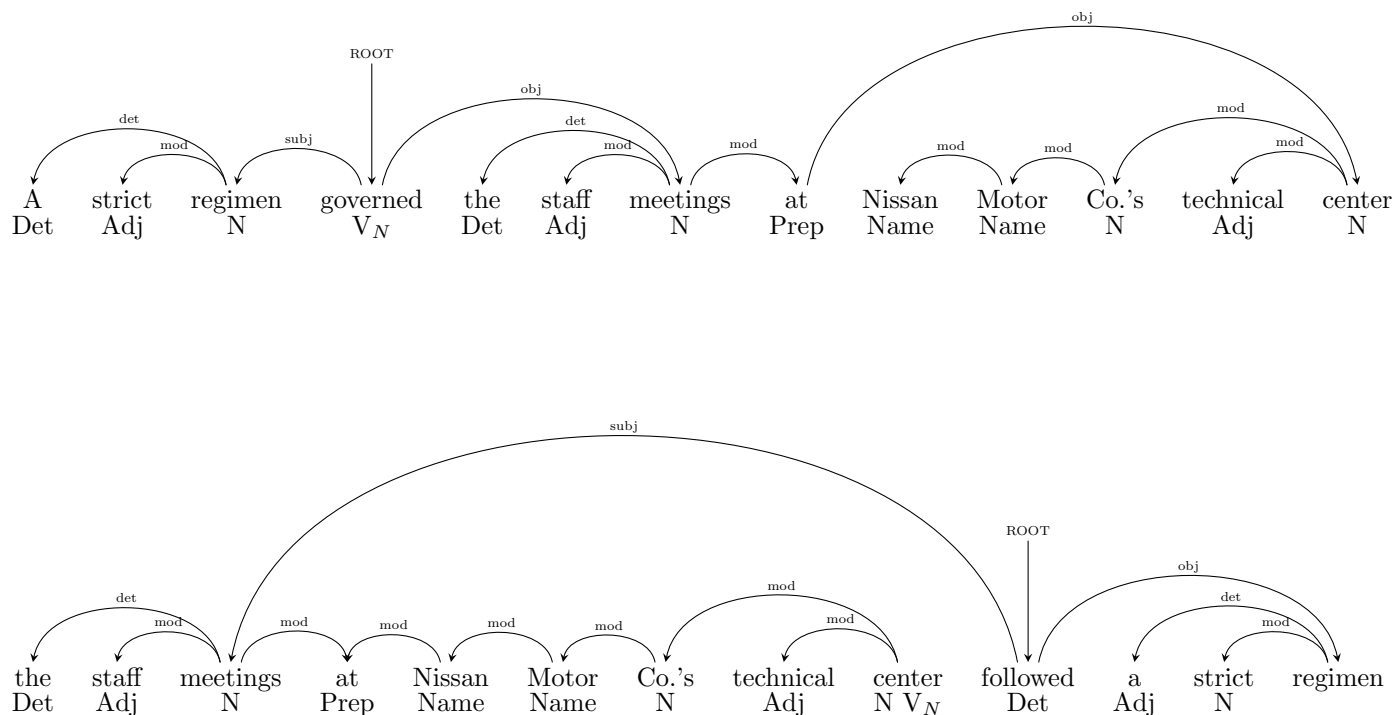 obj
ROOT
obj
det det mod
subj
mod mod mod mod mod mod
A strict regimen governed the staff meetings at Nissan Motor Co.'s technical center
Det Adj N V_N Det Adj N Prep Name Name N Adj N
subj
ROOT
obj
mod
det det
mod mod mod mod mod mod mod
the staff meetings at Nissan Motor Co.'s technical center followed a strict regimen
Det Adj N Prep Name Name N Adj N V_N Det Adj N